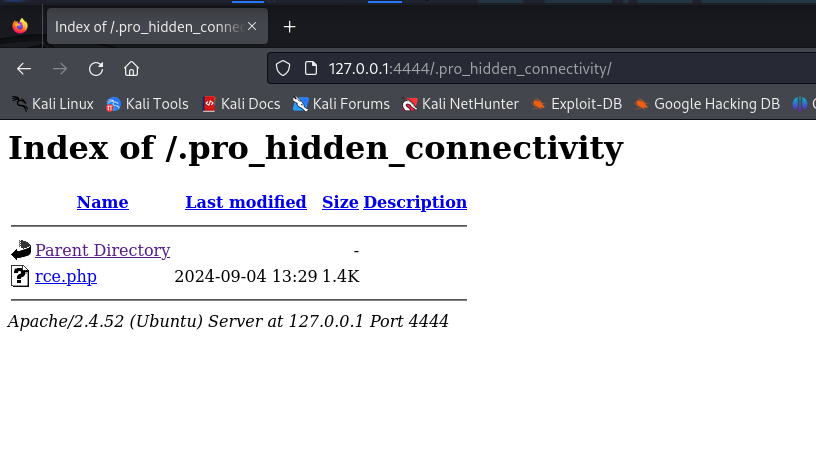 Index of /.pro_hidden_connec
127.0.0.1:4444/.pro_hidden_connectivity/
Kali Linux Kali Tools Kali Docs Kali Forums Kali NetHunter Exploit-DB Google Hacking DB
Index of /.pro_hidden_connectivity
Name Last modified Size Description
Parent Directory -
rce.php 2024-09-04 13:29 1.4K
Apache/2.4.52 (Ubuntu) Server at 127.0.0.1 Port 4444